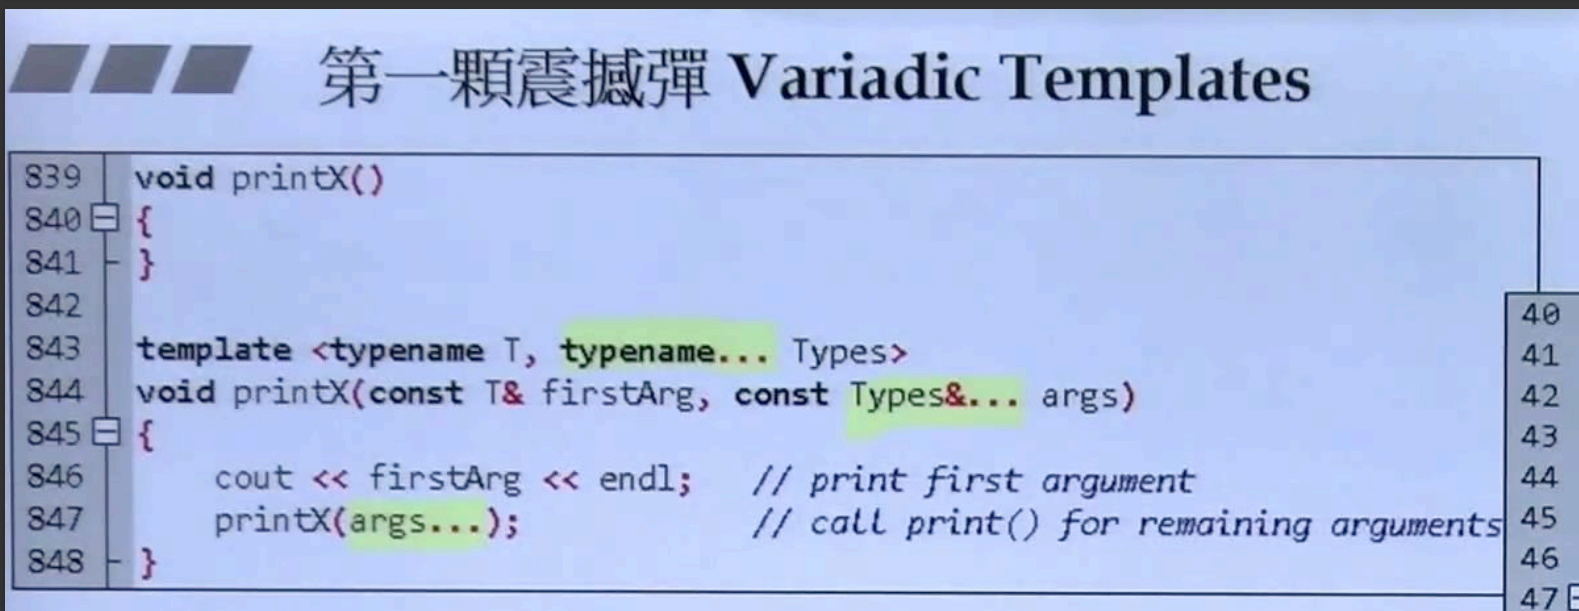 第一顆震撼彈 Variadic Templates
839 void printX()
840 {
841 }
842
843 template <typename T, typename... Types>
844 void printX(const T& firstArg, const Types&... args)
845 {
846 cout << firstArg << endl; // print first argument
847 printX(args...); // call print() for remaining arguments
848 }
40
41
42
43
44
45
46
47